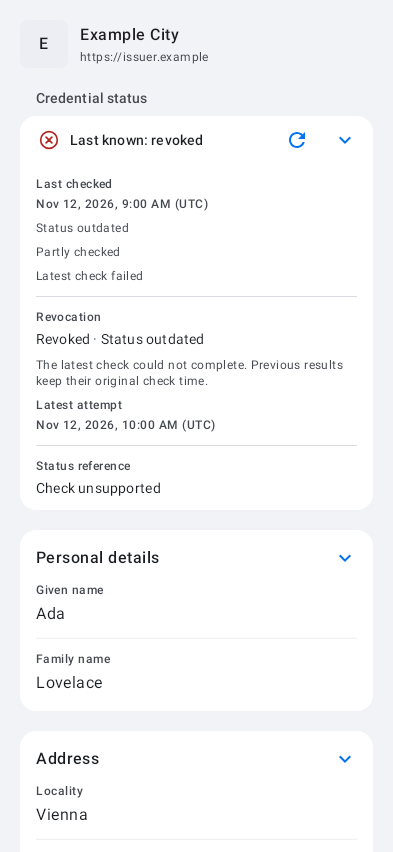 E
Example City
https://issuer.example
Credential status
Last known: revoked
Last checked
Nov 12, 2026, 9:00 AM (UTC)
Status outdated
Partly checked
Latest check failed
Revocation
Revoked · Status outdated
The latest check could not complete. Previous results
keep their original check time.
Latest attempt
Nov 12, 2026, 10:00 AM (UTC)
Status reference
Check unsupported
Personal details
Given name
Ada
Family name
Lovelace
Address
Locality
Vienna